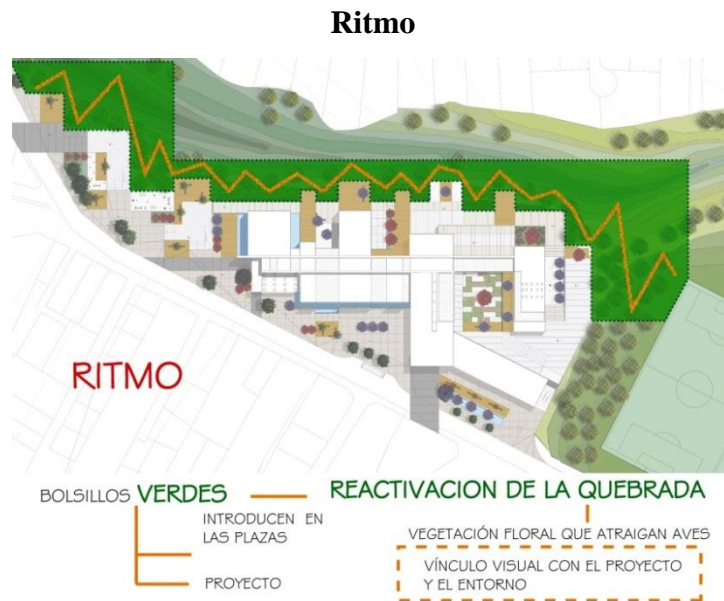 Ritmo
RITMO
BOLSILLOS VERDES
INTRODUCEN EN
LAS PLAZAS
PROYECTO
REACTIVACION DE LA QUEBRADA
VEGETACIÓN FLORAL QUE ATRAIGAN AVES
VÍNCULO VISUAL CON EL PROYECTO
Y EL ENTORNO